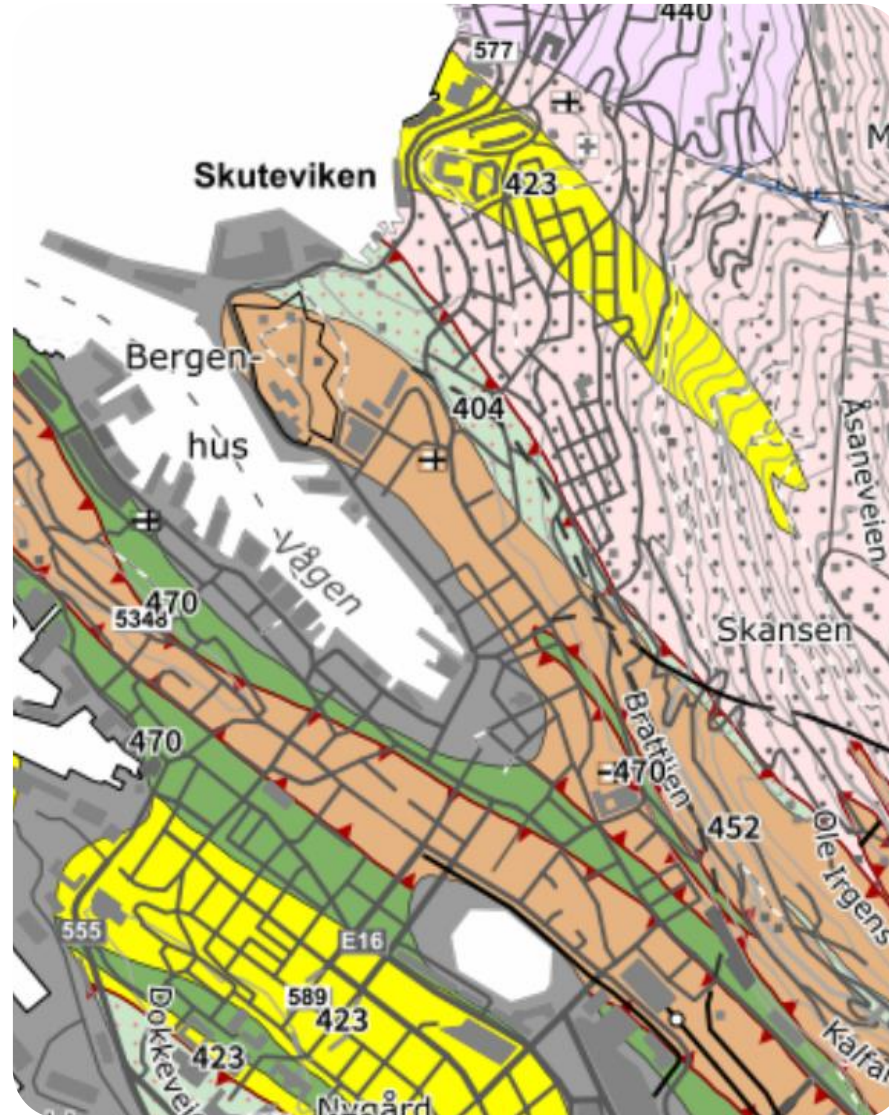 440
577
M
Skuteviken
423
Bergen-
hus
404
Åsaneveien
Vågen
470
5348
Skansen
470
Brattlien
470
452
Ole Irgens
555
E16
589
423
Dokkevei
423
Kalfar
Nygård